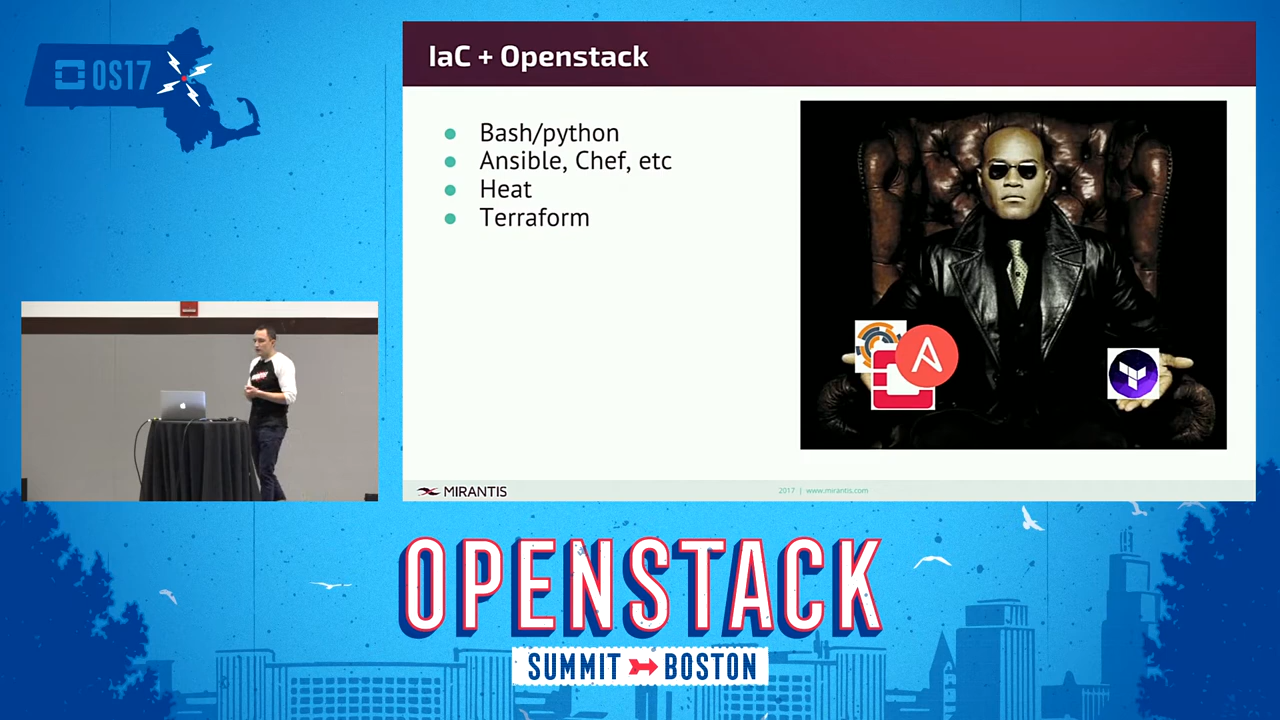 OS17
IaC + Openstack
Bash/python
Ansible, Chef, etc
Heat
Terraform
MIRANTIS
2017 | www.mirantis.com
OPENSTACK
SUMMIT BOSTON